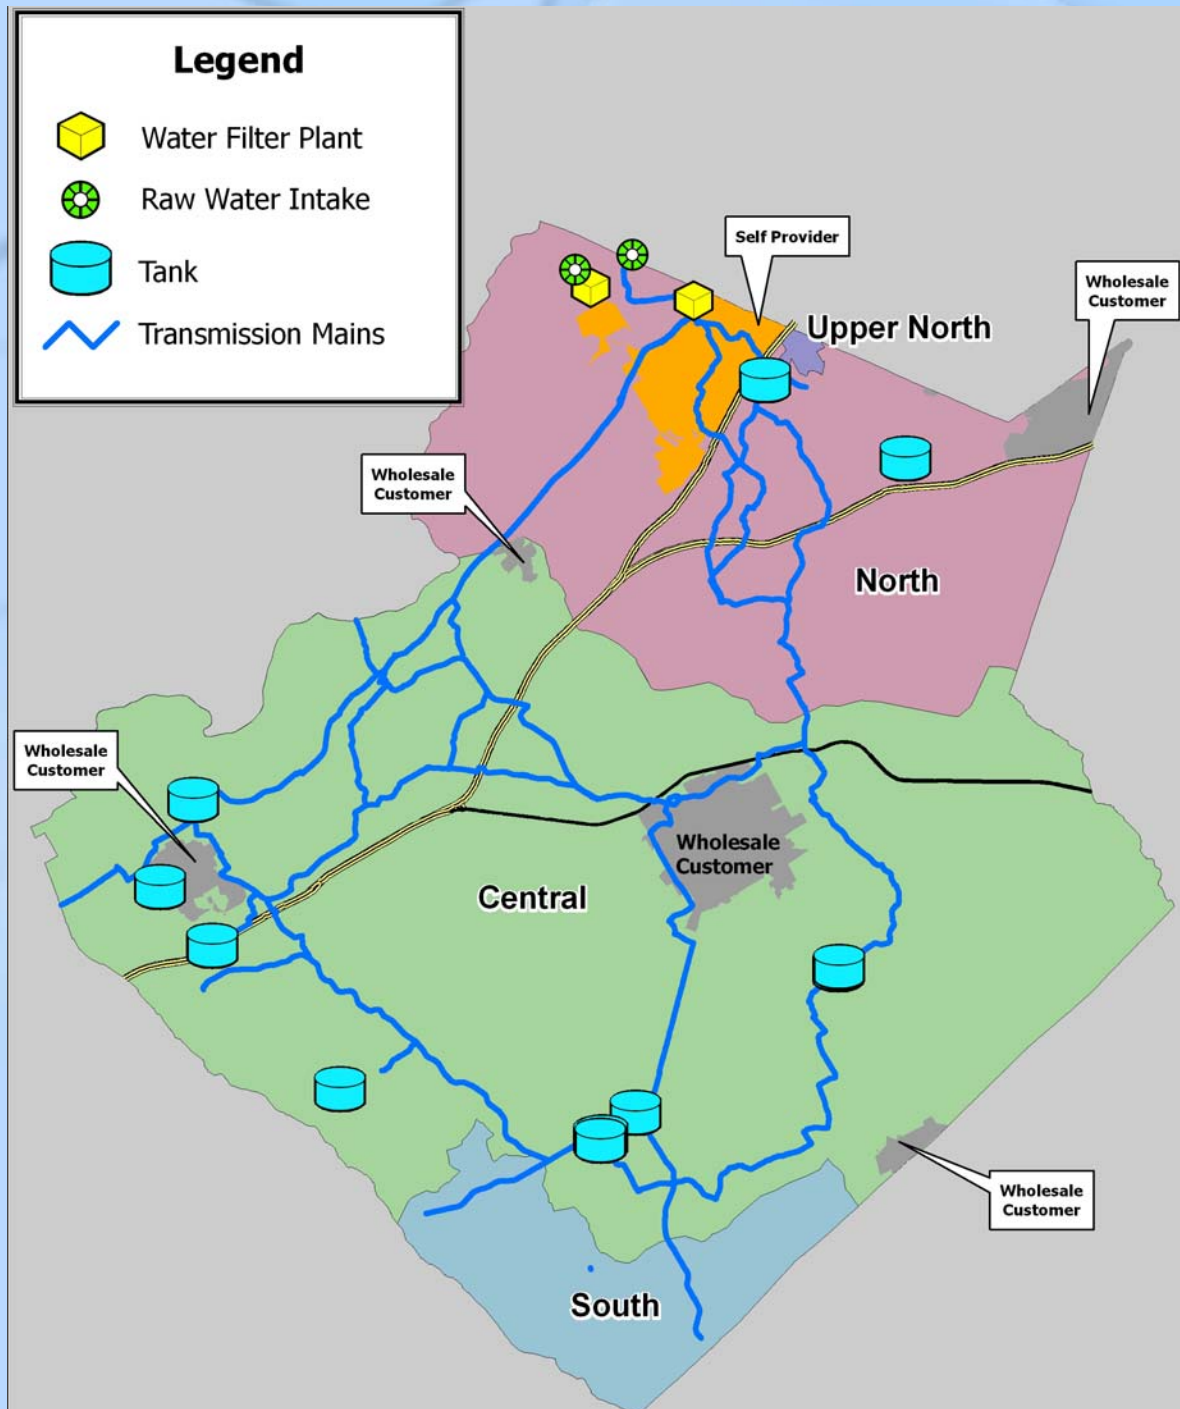 Legend
Water Filter Plant
Raw Water Intake
Tank
Transmission Mains
Self Provider
Wholesale
Customer
Upper North
Wholesale
Customer
North
Wholesale
Customer
Wholesale
Customer
Central
Wholesale
Customer
South